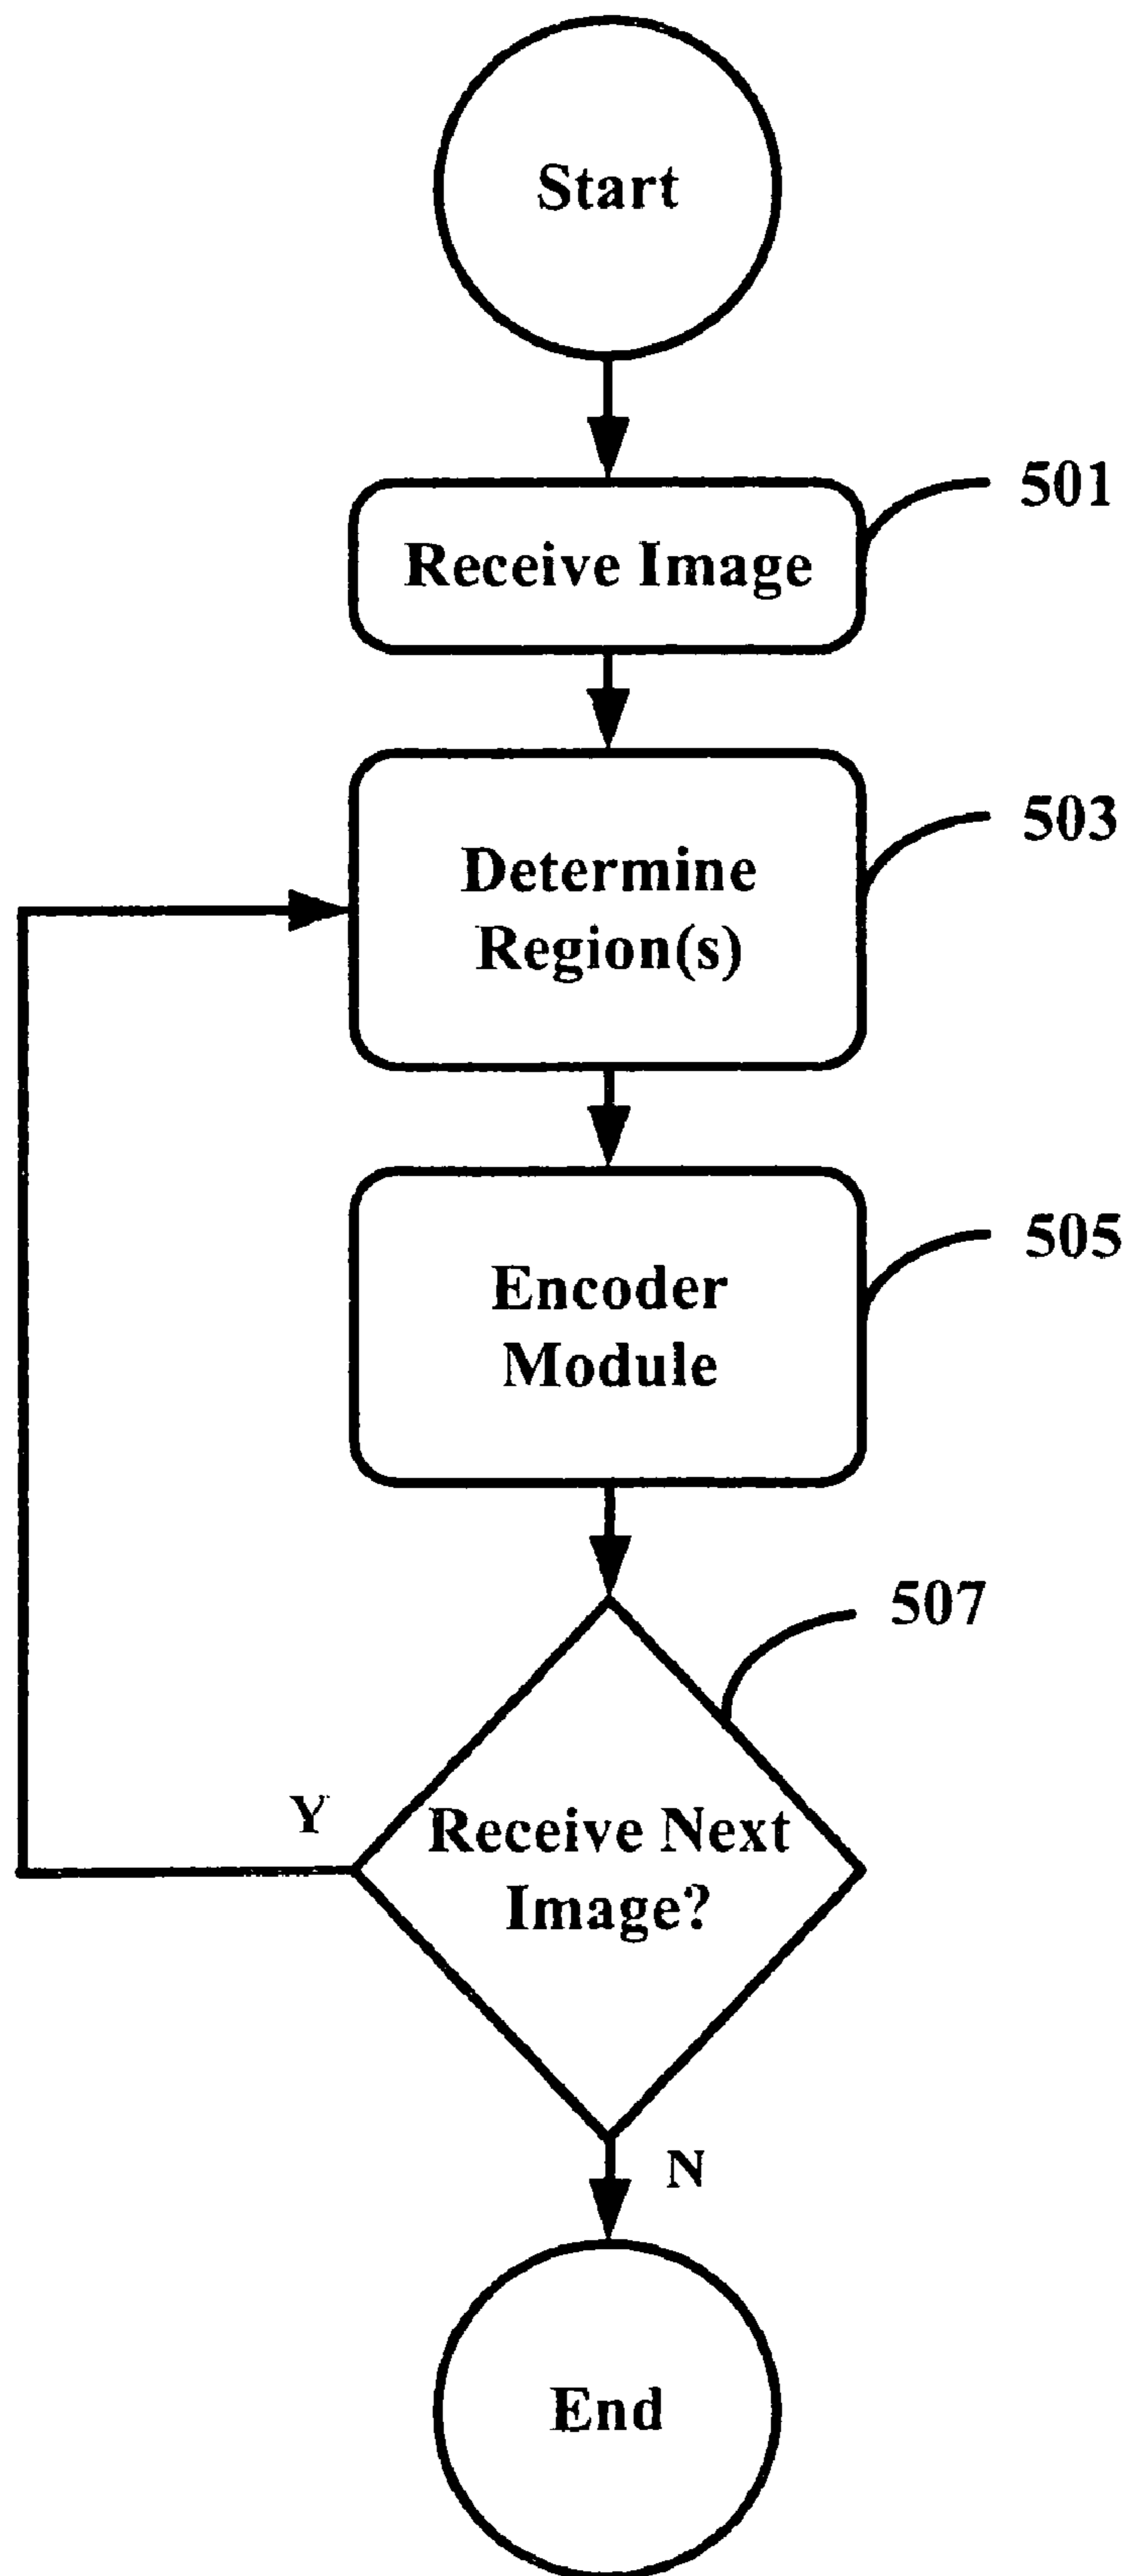 Start
501
Receive Image
503
Determine
Region(s)
505
Encoder
Module
507
Y
Receive Next
Image?
N
End